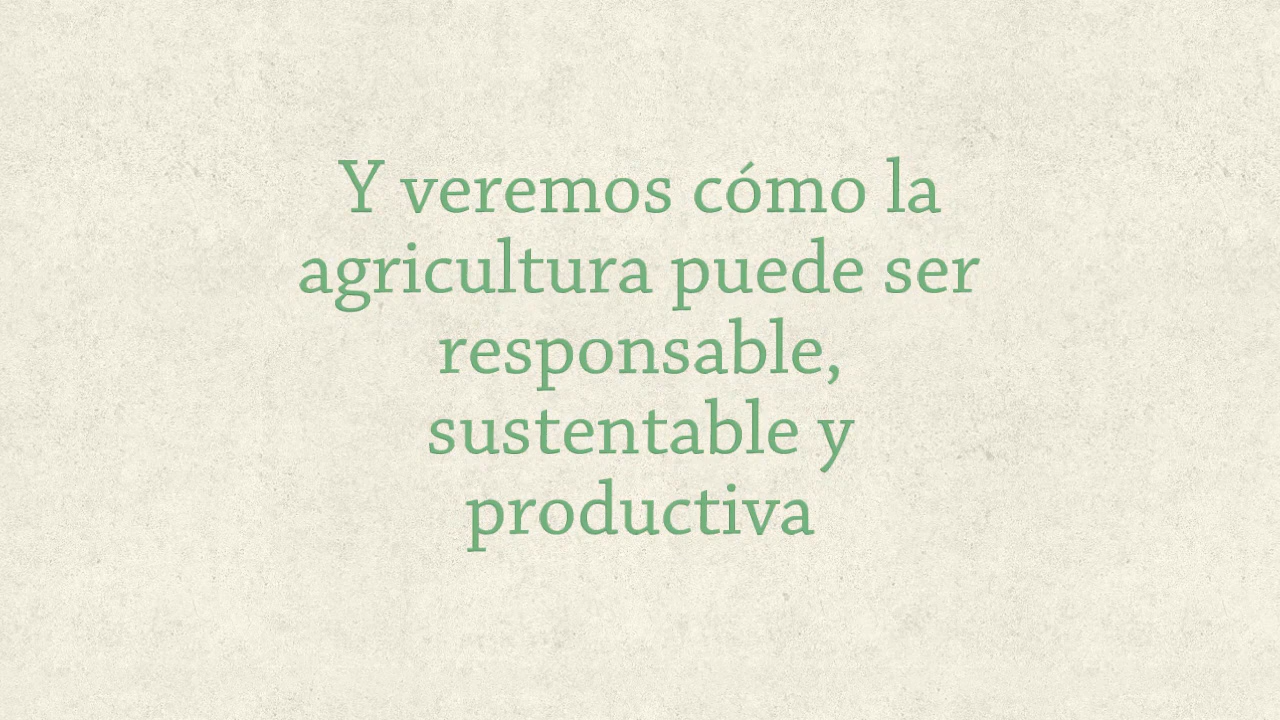 Y veremos cómo la
agricultura puede ser
responsable,
sustentable y
productiva